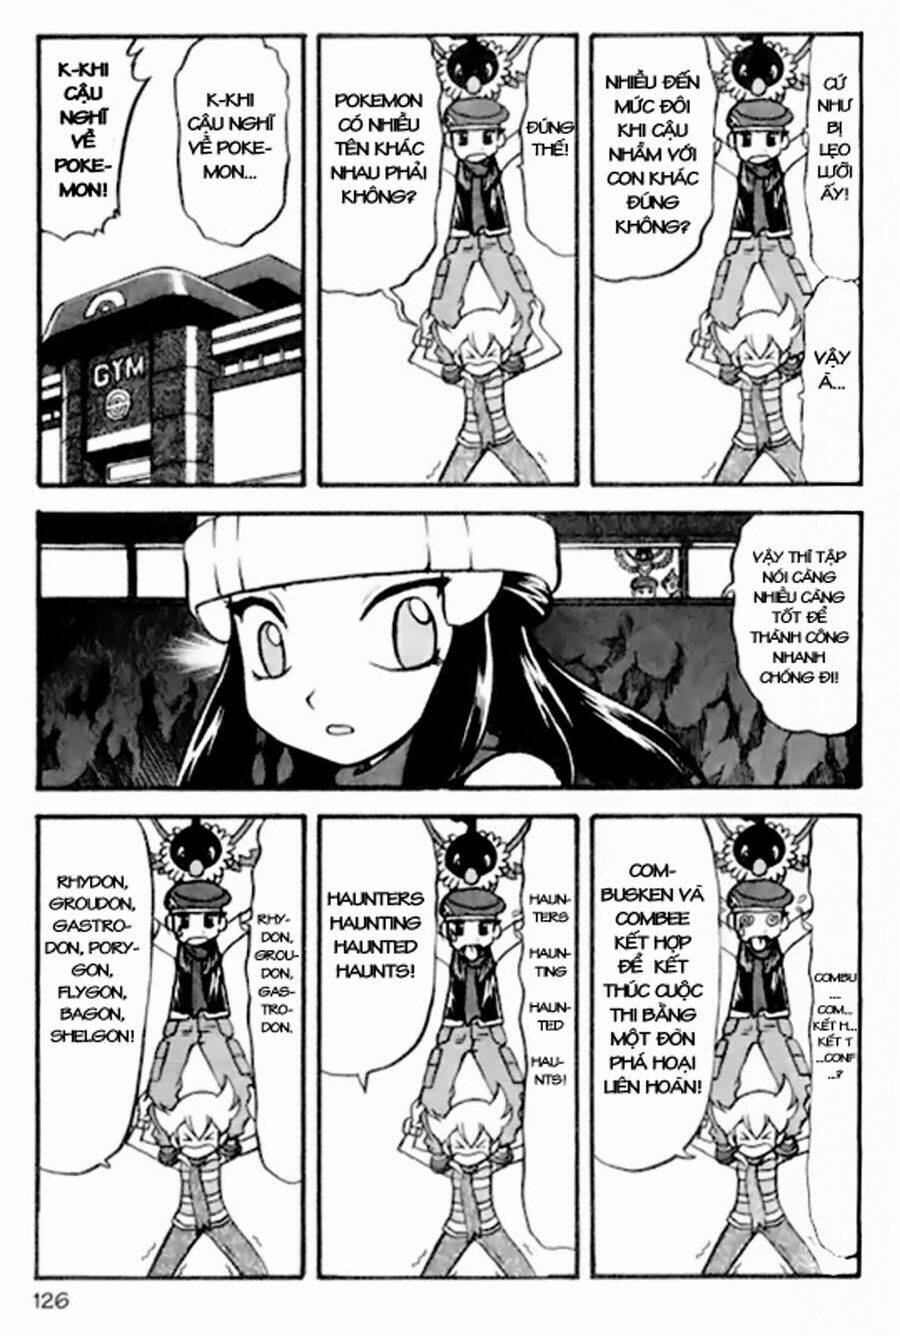 K-KHI
CẬU
NGHĨ
VỀ
POKE-
MON!
K-KHI
CẬU NGHĨ
VỀ POKE-
MON...
GYM
POKEMON
CÓ NHIỀU
TÊN KHÁC
NHAU PHẢI
KHÔNG?
ĐÚNG
THẾ!
NHIỀU ĐẾN
MỨC ĐÔI
KHI CẬU
NHẦM VỚI
CON KHÁC
ĐÚNG
KHÔNG?
CỨ
NHƯ
BỊ
LẸO
LƯỠI
ẤY!
VẬY
À...
VẬY THÌ TẬP
NÓI CÀNG
NHIỀU CÀNG
TỐT ĐỂ
THÀNH CÔNG
NHANH
CHÓNG ĐI!
RHYDON,
GROUDON,
GASTRO-
DON, PORY-
GON,
FLYGON,
BAGON,
SHELGON!
RHY-
DON,
GROU-
DON,
GAS-
TRO-
DON.
HAUNTERS
HAUNTING
HAUNTED
HAUNTS!
HAUN-
TERS
HAUN-
TING
HAUN-
TED
HAU-
NTS!
COM-
BUSKEN VÀ
COMBEE
KẾT HỢP
ĐỂ KẾT
THÚC CUỘC
THI BẰNG
MỘT ĐÒN
PHÁ HOẠI
LIÊN HOÀN!
COMBU
....
COM...
KẾT H...
KẾT T
...CONF
...?
126